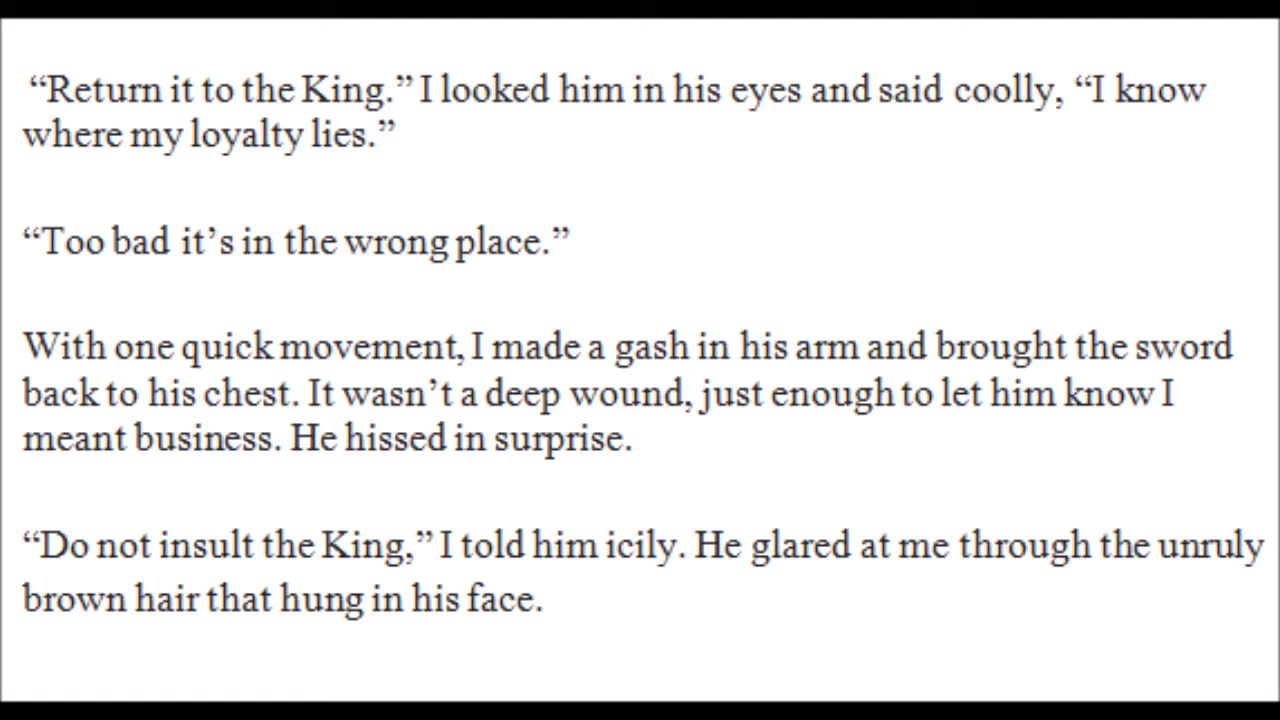 “Return it to the King.” I looked him in his eyes and said coolly, “I know
where my loyalty lies.”
“Too bad it’s in the wrong place.”
With one quick movement, I made a gash in his arm and brought the sword
back to his chest. It wasn’t a deep wound, just enough to let him know I
meant business. He hissed in surprise.
“Do not insult the King,” I told him icily. He glared at me through the unruly
brown hair that hung in his face.